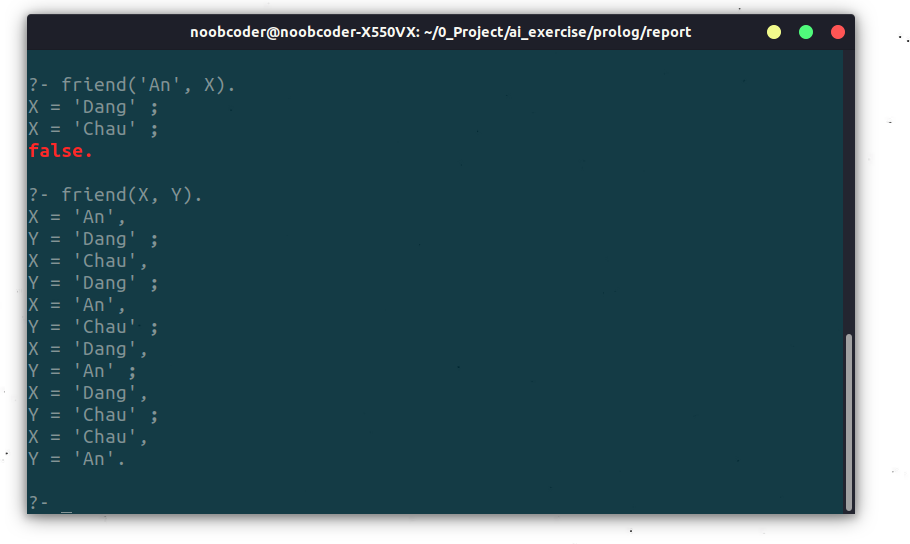 noobcoder@noobcoder-X550VX: ~/0_Project/ai_exercise/prolog/report
?- friend('An', X).
X = 'Dang' ;
X = 'Chau' ;
false.
?- friend(X, Y).
X = 'An',
Y = 'Dang' ;
X = 'Chau',
Y = 'Dang' ;
X = 'An',
Y = 'Chau' ;
X = 'Dang',
Y = 'An' ;
X = 'Dang',
Y = 'Chau' ;
X = 'Chau',
Y = 'An'.
?- _